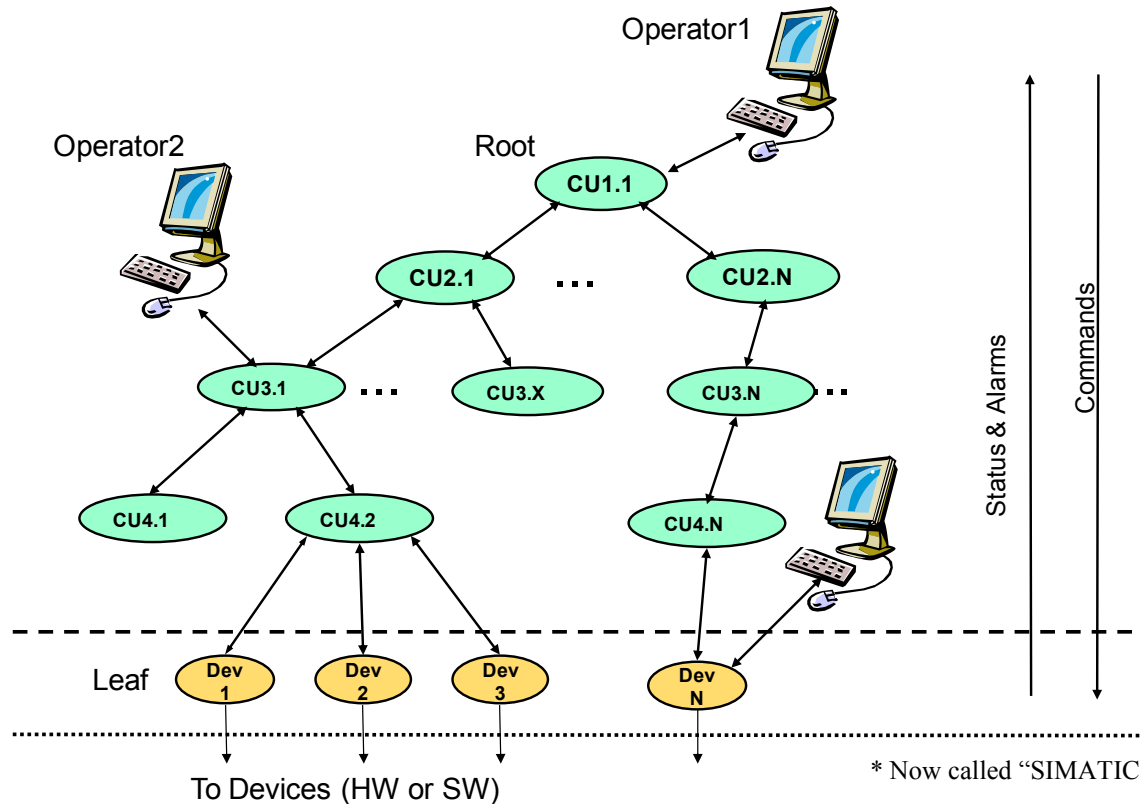 Operator1
Operator2
Root
CU1.1
CU2.1
...
CU2.N
CU3.1
...
CU3.X
CU3.N
...
CU4.1
CU4.2
CU4.N
Status & Alarms
Commands
Leaf
Dev
1
Dev
2
Dev
3
Dev
N
To Devices (HW or SW)
* Now called “SIMATIC